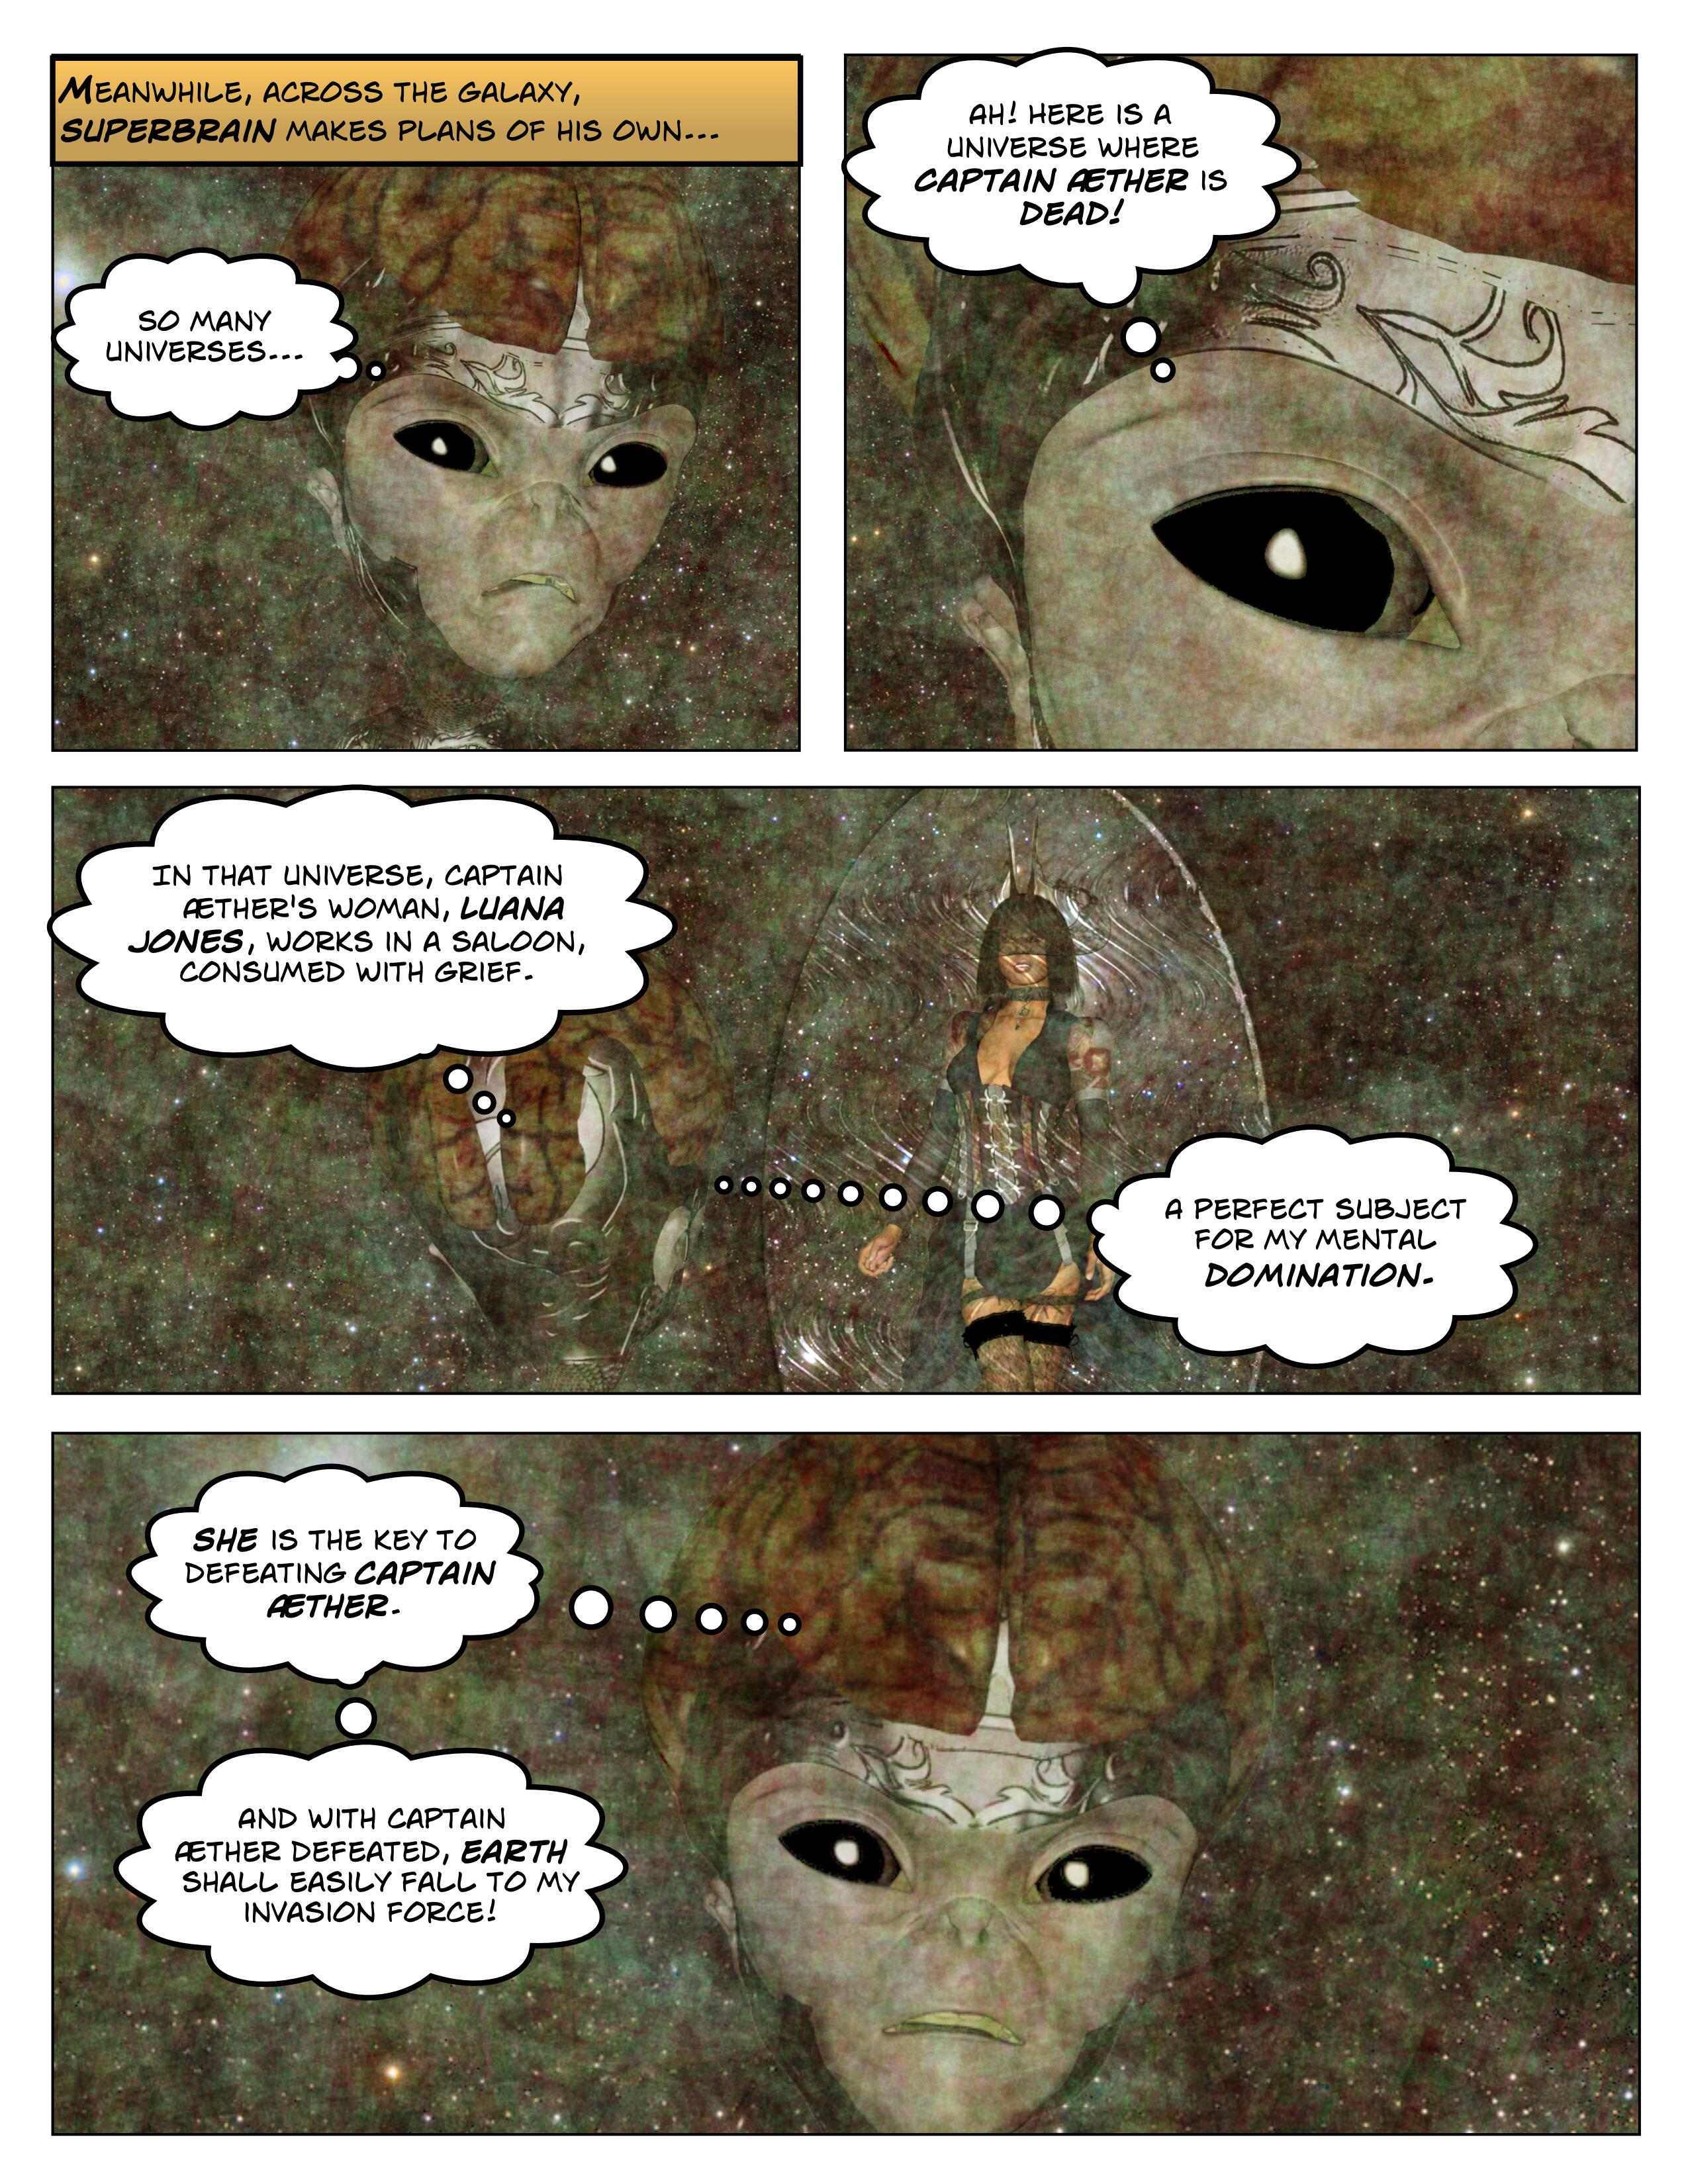 MEANWHILE, ACROSS THE GALAXY,
SUPERBRAIN MAKES PLANS OF HIS OWN...
SO MANY
UNIVERSES...
AH! HERE IS A
UNIVERSE WHERE
CAPTAIN ÆTHER IS
DEAD!
IN THAT UNIVERSE, CAPTAIN
ÆTHER'S WOMAN, LUANA
JONES, WORKS IN A SALOON,
CONSUMED WITH GRIEF.
A PERFECT SUBJECT
FOR MY MENTAL
DOMINATION.
SHE IS THE KEY TO
DEFEATING CAPTAIN
ÆTHER.
AND WITH CAPTAIN
ÆTHER DEFEATED, EARTH
SHALL EASILY FALL TO MY
INVASION FORCE!